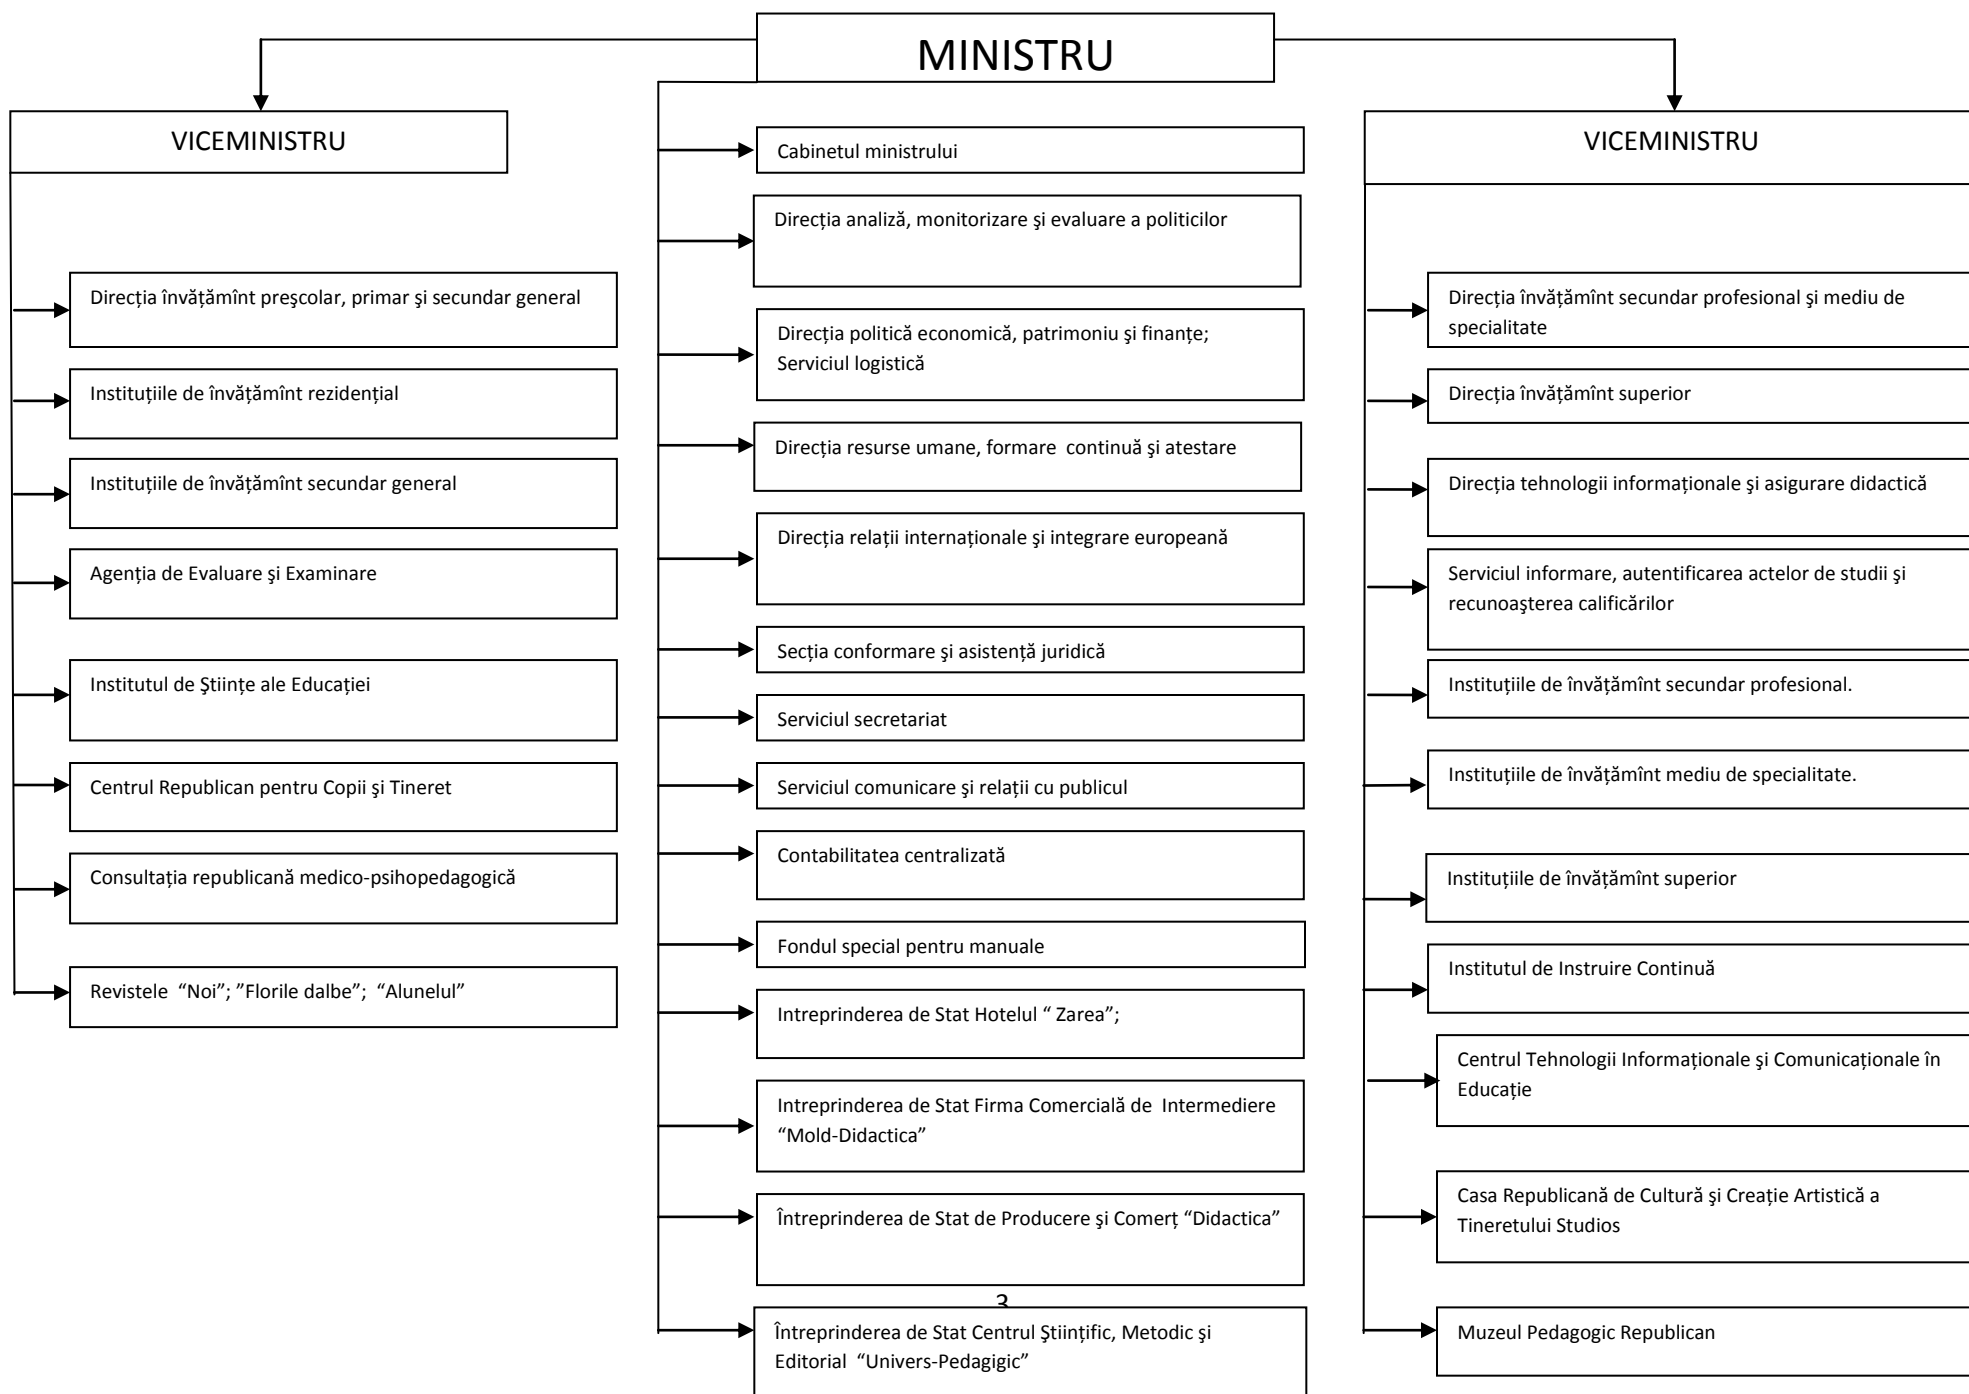 MINISTRU
VICEMINISTRU
Direcția învățămînt preşcolar, primar şi secundar general
Instituțiile de învățămînt rezidențial
Instituțiile de învățămînt secundar general
Agenția de Evaluare şi Examinare
Institutul de Ştiințe ale Educației
Centrul Republican pentru Copii şi Tineret
Consultația republicană medico-psihopedagogică
Revistele “Noi”; ”Florile dalbe”; “Alunelul”
Cabinetul ministrului
Direcția analiză, monitorizare şi evaluare a politicilor
Direcția politică economică, patrimoniu şi finanțe;
Serviciul logistică
Direcția resurse umane, formare continuă şi atestare
Direcția relații internaționale şi integrare europeană
Secția conformare şi asistență juridică
Serviciul secretariat
Serviciul comunicare şi relații cu publicul
Contabilitatea centralizată
Fondul special pentru manuale
Intreprinderea de Stat Hotelul “ Zarea”;
Intreprinderea de Stat Firma Comercială de Intermediere
“Mold-Didactica”
Întreprinderea de Stat de Producere şi Comerț “Didactica”
3
Întreprinderea de Stat Centrul Ştiințific, Metodic şi
Editorial “Univers-Pedagigic”
VICEMINISTRU
Direcția învățămînt secundar profesional şi mediu de
specialitate
Direcția învățămînt superior
Direcția tehnologii informaționale şi asigurare didactică
Serviciul informare, autentificarea actelor de studii şi
recunoaşterea calificărilor
Instituțiile de învățămînt secundar profesional.
Instituțiile de învățămînt mediu de specialitate.
Instituțiile de învățămînt superior
Institutul de Instruire Continuă
Centrul Tehnologii Informaționale şi Comunicaționale în
Educație
Casa Republicană de Cultură şi Creație Artistică a
Tineretului Studios
Muzeul Pedagogic Republican